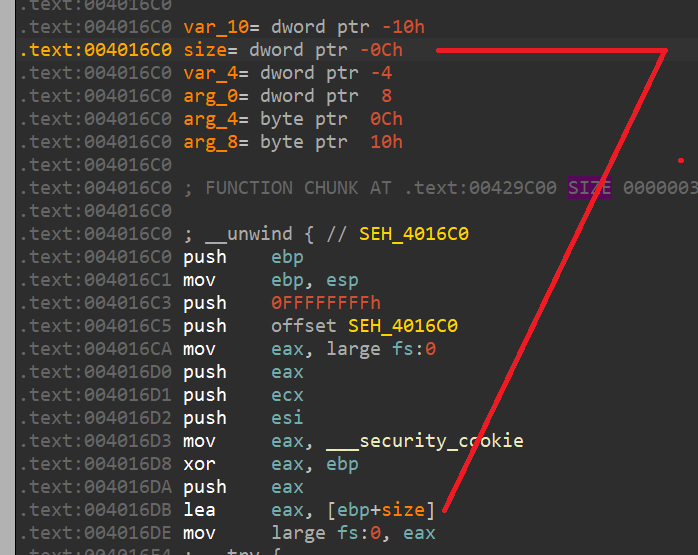 .text:004016C0
.text:004016C0 var_10= dword ptr -10h
.text:004016C0 size= dword ptr -0Ch
.text:004016C0 var_4= dword ptr -4
.text:004016C0 arg_0= dword ptr  8
.text:004016C0 arg_4= byte ptr  0Ch
.text:004016C0 arg_8= byte ptr  10h
.text:004016C0
.text:004016C0 ; FUNCTION CHUNK AT .text:00429C00 SIZE 0000003
.text:004016C0
.text:004016C0 ; __unwind { // SEH_4016C0
.text:004016C0 push    ebp
.text:004016C1 mov     ebp, esp
.text:004016C3 push    0FFFFFFFFh
.text:004016C5 push    offset SEH_4016C0
.text:004016CA mov     eax, large fs:0
.text:004016D0 push    eax
.text:004016D1 push    ecx
.text:004016D2 push    esi
.text:004016D3 mov     eax, ___security_cookie
.text:004016D8 xor     eax, ebp
.text:004016DA push    eax
.text:004016DB lea     eax, [ebp+size]
.text:004016DE mov     large fs:0, eax
.text:004016E4 ;   try {